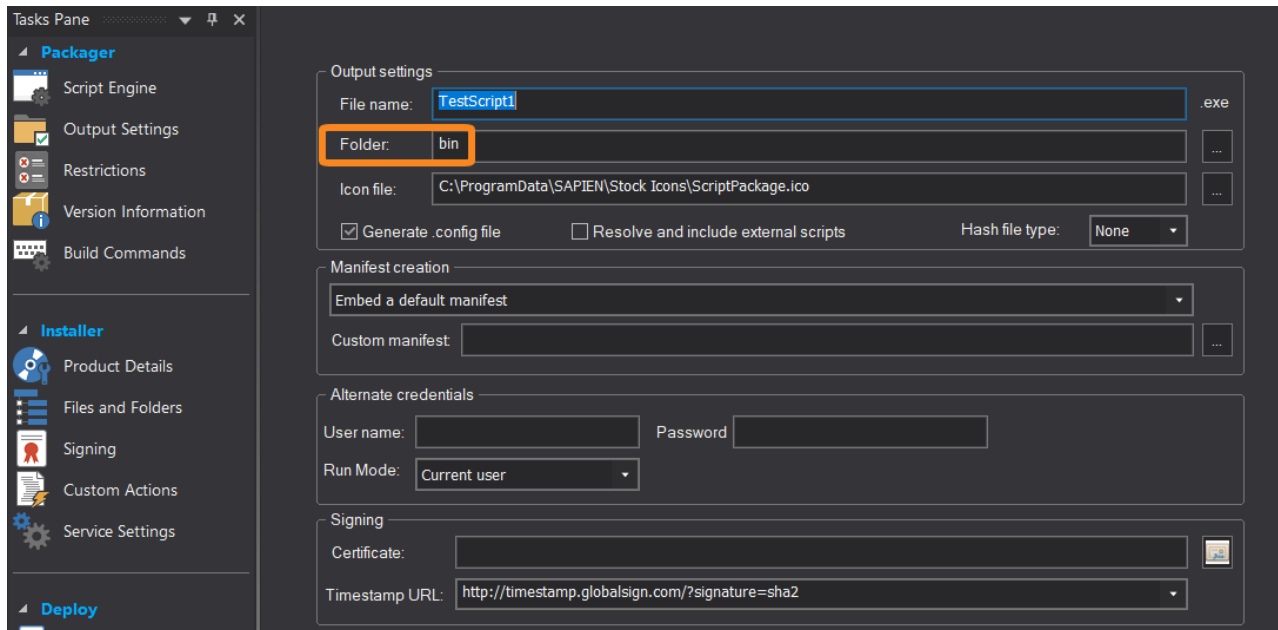 Tasks Pane
Packager
Script Engine
Output Settings
Restrictions
Version Information
Build Commands
Installer
Product Details
Files and Folders
Signing
Custom Actions
Service Settings
Deploy
Output settings
File name: TestScript1 .exe
Folder: bin ...
Icon file: C:\ProgramData\SAPIEN\Stock Icons\ScriptPackage.ico ...
Generate .config file Resolve and include external scripts Hash file type: None
Manifest creation
Embed a default manifest
Custom manifest: ...
Alternate credentials
User name: Password
Run Mode: Current user
Signing
Certificate:
Timestamp URL: http://timestamp.globalsign.com/?signature=sha2